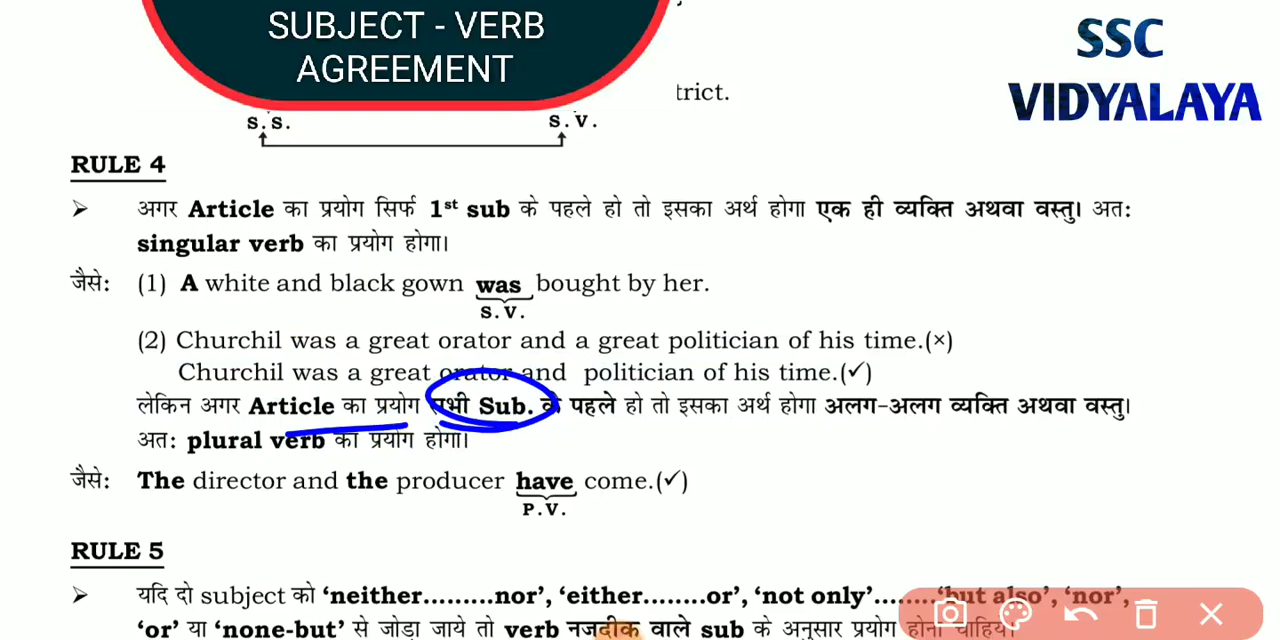 SUBJECT - VERB
AGREEMENT
SSC
VIDYALAYA
trict.
S.S. S.V.
RULE 4
➢ अगर Article का प्रयोग सिर्फ 1st sub के पहले हो तो इसका अर्थ होगा एक ही व्यक्ति अथवा वस्तु। अत:
singular verb का प्रयोग होगा।
जैसे: (1) A white and black gown was bought by her.
S.V.
(2) Churchil was a great orator and a great politician of his time.(×)
Churchil was a great orator and politician of his time.(✓)
लेकिन अगर Article का प्रयोग सभी Sub. के पहले हो तो इसका अर्थ होगा अलग-अलग व्यक्ति अथवा वस्तु।
अत: plural verb का प्रयोग होगा।
जैसे: The director and the producer have come.(✓)
P.V.
RULE 5
➢ यदि दो subject को 'neither.........nor', 'either........or', 'not only'........'but also', 'nor',
'or' या 'none-but' से जोड़ा जाये तो verb नजदीक वाले sub के अनुसार प्रयोग होना चाहिय।